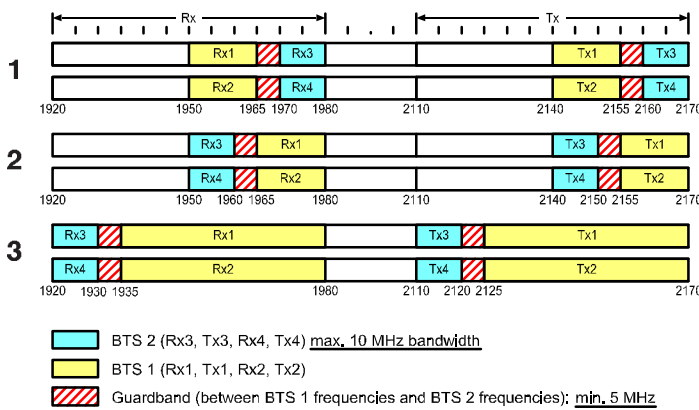 Rx Tx
1
Rx1 Rx3 Tx1 Tx3
Rx2 Rx4 Tx2 Tx4
1920 1950 1965 1970 1980 2110 2140 2155 2160 2170
2
Rx3 Rx1 Tx3 Tx1
Rx4 Rx2 Tx4 Tx2
1920 1950 1960 1965 1980 2110 2140 2150 2155 2170
3
Rx3 Rx1 Tx3 Tx1
Rx4 Rx2 Tx4 Tx2
1920 1930 1935 1980 2110 2120 2125 2170
BTS 2 (Rx3, Tx3, Rx4, Tx4) max. 10 MHz bandwidth
BTS 1 (Rx1, Tx1, Rx2, Tx2)
Guardband (between BTS 1 frequencies and BTS 2 frequencies): min. 5 MHz